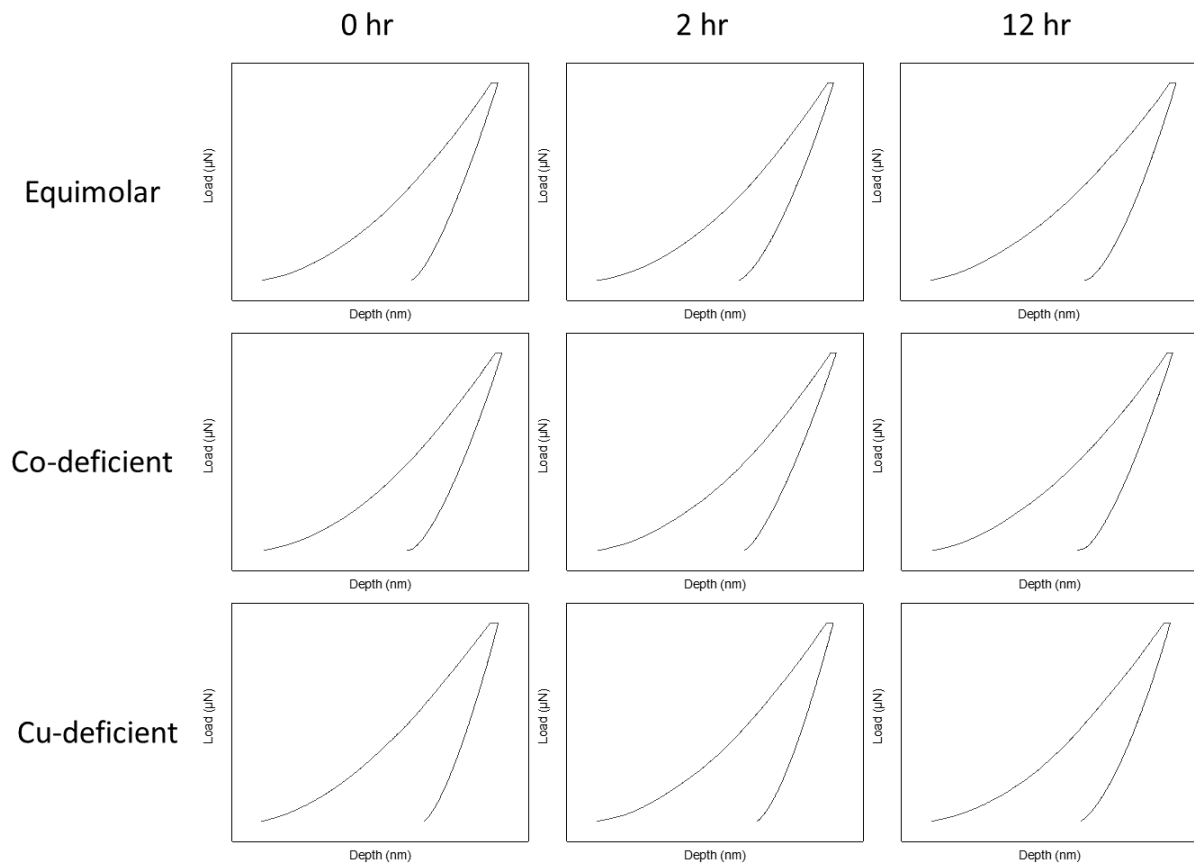 0 hr
2 hr
12 hr
Equimolar
Load (µN)
Depth (nm)
Load (µN)
Depth (nm)
Load (µN)
Depth (nm)
Co-deficient
Load (µN)
Depth (nm)
Load (µN)
Depth (nm)
Load (µN)
Depth (nm)
Cu-deficient
Load (µN)
Depth (nm)
Load (µN)
Depth (nm)
Load (µN)
Depth (nm)